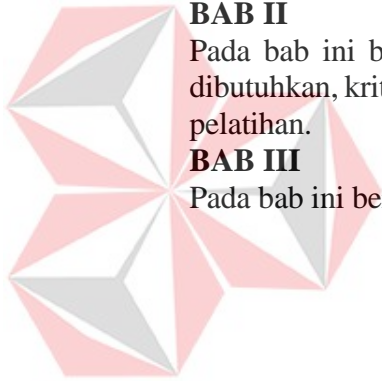 BAB II
Pada bab ini b
dibutuhkan, krit
pelatihan.
BAB III
Pada bab ini be